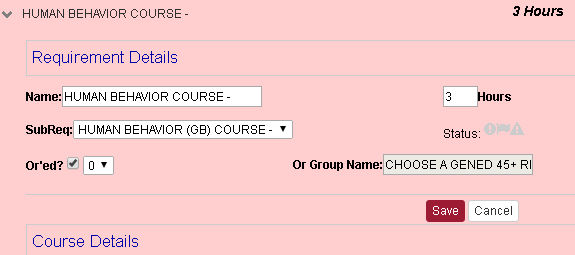 HUMAN BEHAVIOR COURSE - 3 Hours
Requirement Details
Name: HUMAN BEHAVIOR COURSE - 3 Hours
SubReq: HUMAN BEHAVIOR (GB) COURSE - Status:
Or'ed? 0 Or Group Name: CHOOSE A GENED 45+ RI
Save Cancel
Course Details